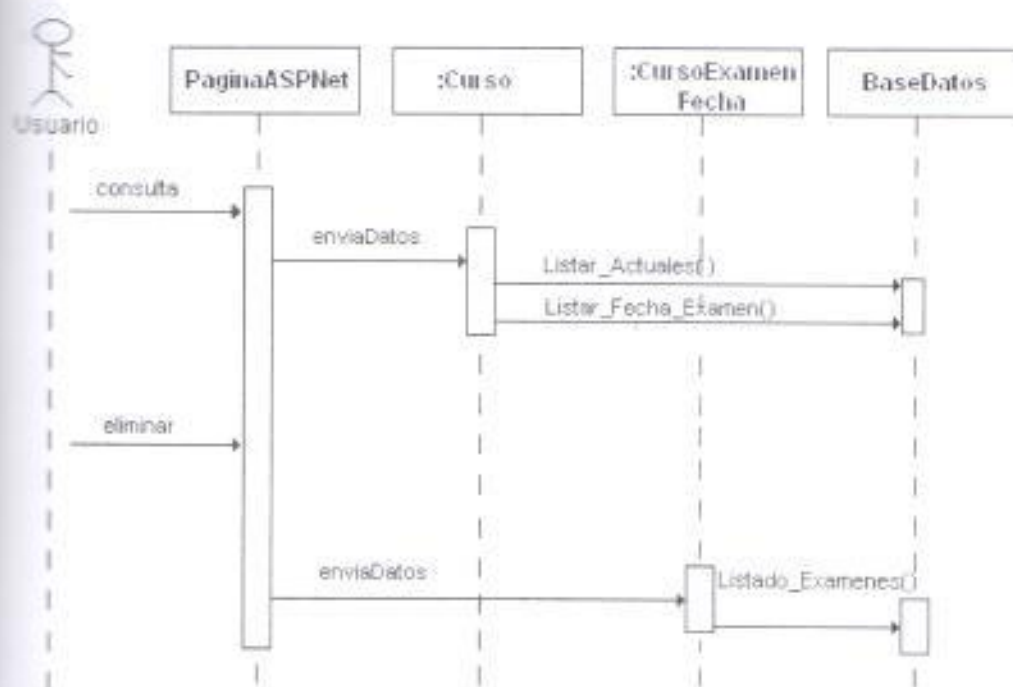 PaginaASPNet
:Curso
:CursoExamen
Fecha
BaseDatos
Usuario
consulta
enviaDatos
Listar_Actuales()
Listar_Fecha_Examen()
eliminar
enviaDatos
Listado_Examenes()